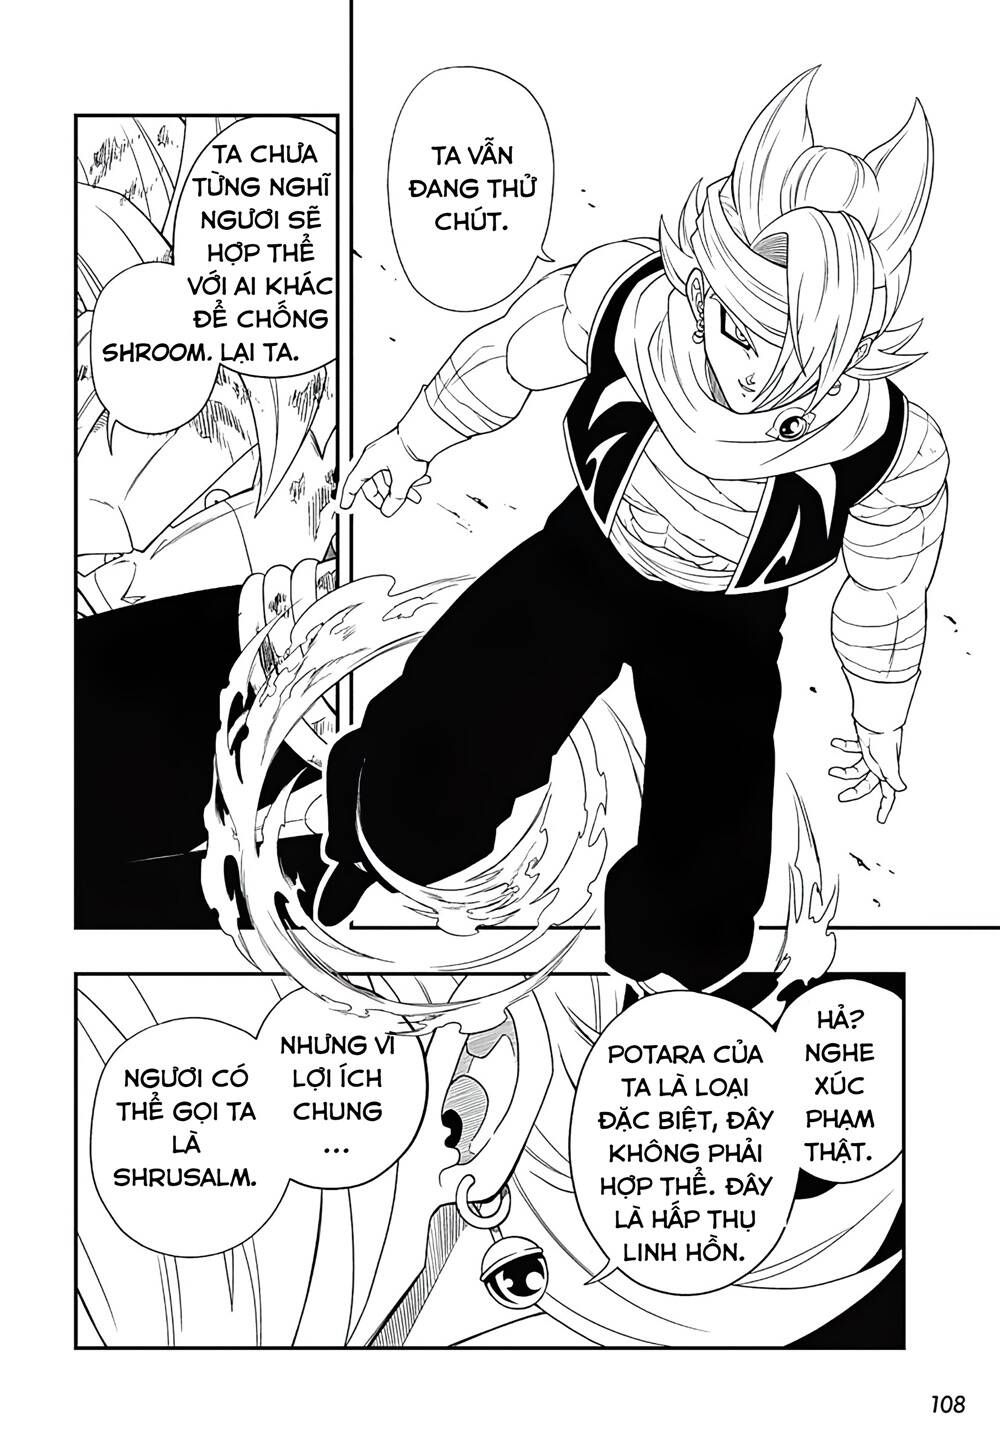 TA VẪN
ĐANG THỬ
CHÚT.
TA CHƯA
TỪNG NGHĨ
NGƯƠI SẼ
HỢP THỂ
VỚI AI KHÁC
ĐỂ CHỐNG
SHROOM. LẠI TA.
HẢ?
NGHE
XÚC
PHẠM
THẬT.
POTARA CỦA
TA LÀ LOẠI
ĐẶC BIỆT, ĐÂY
KHÔNG PHẢI
HỢP THỂ. ĐÂY
LÀ HẤP THỤ
LINH HỒN.
NHƯNG VÌ
LỢI ÍCH
CHUNG
...
NGƯƠI CÓ
THỂ GỌI TA
LÀ
SHRUSALM.
108